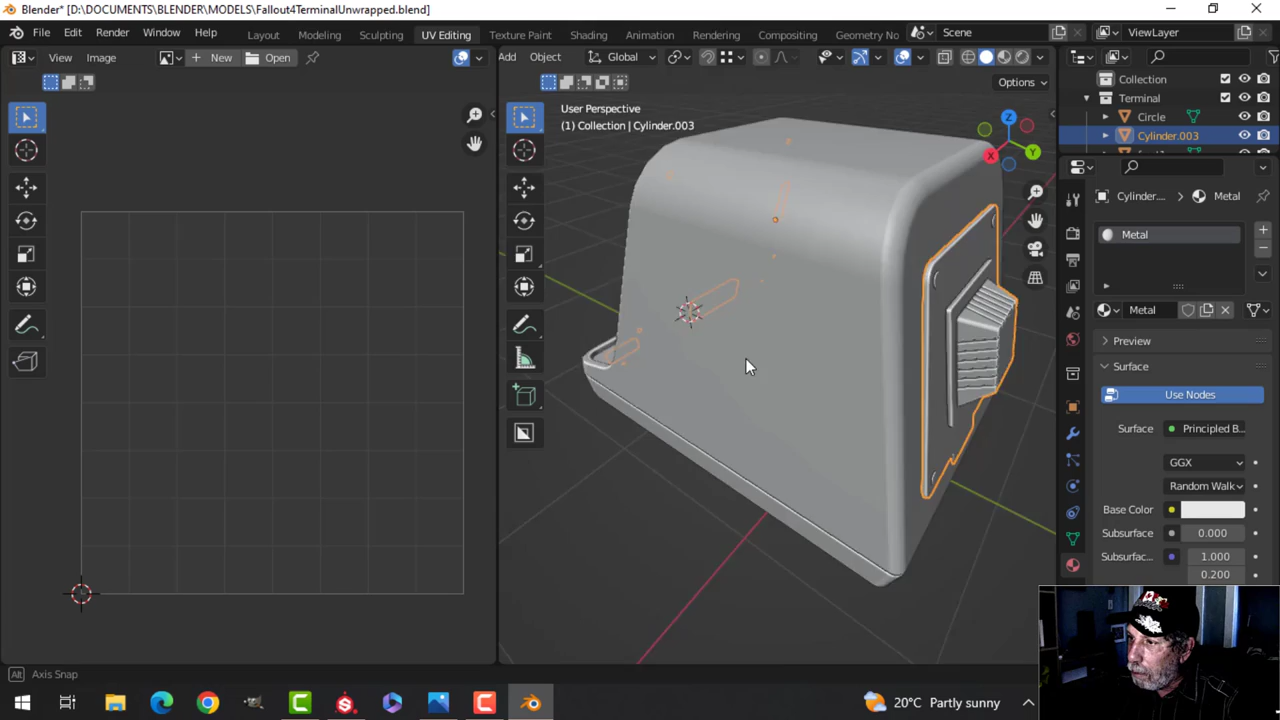 Blender* [D:\DOCUMENTS\BLENDER\MODELS\Fallout4TerminalUnwrapped.blend]
File Edit Render Window Help Layout Modeling Sculpting UV Editing Texture Paint Shading Animation Rendering Compositing Geometry No Scene ViewLayer
View Image New Open Add Object Global
Options
User Perspective
(1) Collection | Cylinder.003
Z
X
Y
Collection
Terminal
Circle
Cylinder.003
Cylinder... > Metal
Metal
Metal
Preview
Surface
Use Nodes
Surface Principled B...
GGX
Random Walk
Base Color
Subsurface 0.000
Subsurfac... 1.000
0.200
Alt Axis Snap
20°C Partly sunny